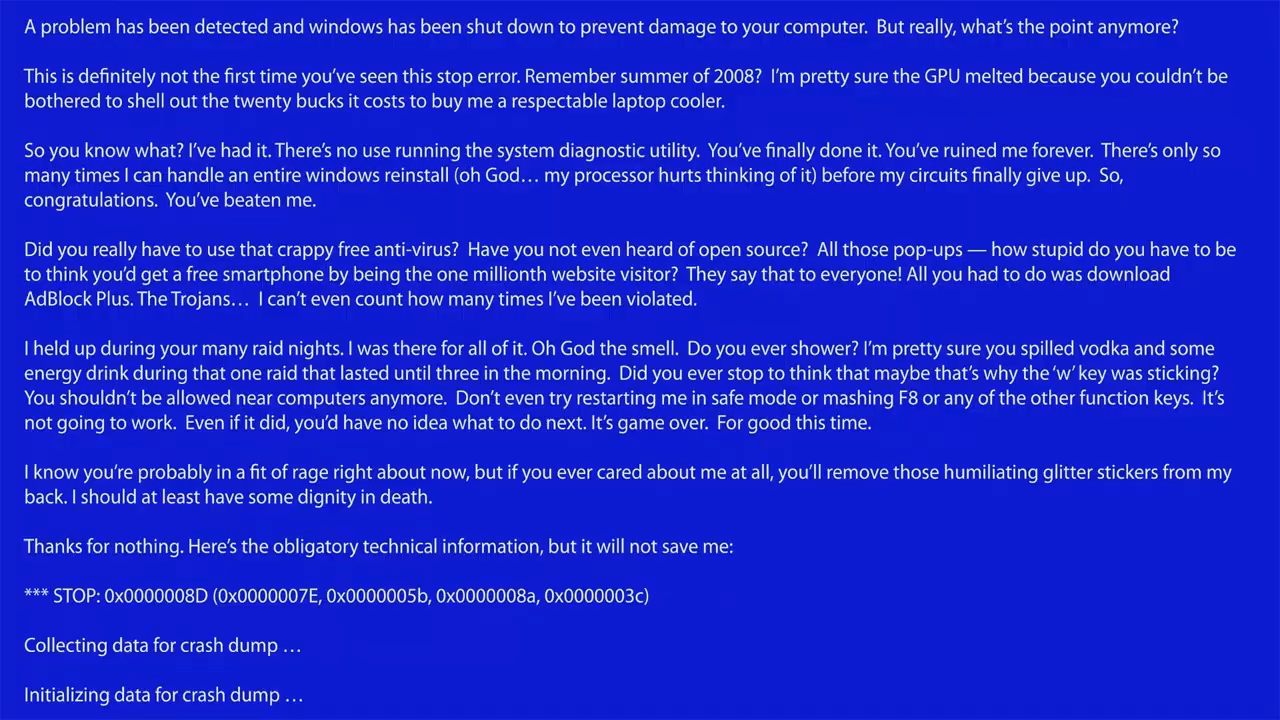 A problem has been detected and windows has been shut down to prevent damage to your computer.  But really, what's the point anymore?
This is definitely not the first time you've seen this stop error. Remember summer of 2008?  I'm pretty sure the GPU melted because you couldn't be
bothered to shell out the twenty bucks it costs to buy me a respectable laptop cooler.
So you know what? I've had it. There's no use running the system diagnostic utility.  You've finally done it. You've ruined me forever.  There's only so
many times I can handle an entire windows reinstall (oh God… my processor hurts thinking of it) before my circuits finally give up.  So,
congratulations.  You've beaten me.
Did you really have to use that crappy free anti-virus?  Have you not even heard of open source?  All those pop-ups — how stupid do you have to be
to think you'd get a free smartphone by being the one millionth website visitor?  They say that to everyone! All you had to do was download
AdBlock Plus. The Trojans…  I can't even count how many times I've been violated.
I held up during your many raid nights. I was there for all of it. Oh God the smell.  Do you ever shower? I'm pretty sure you spilled vodka and some
energy drink during that one raid that lasted until three in the morning.  Did you ever stop to think that maybe that's why the ‘w’ key was sticking?
You shouldn't be allowed near computers anymore.  Don't even try restarting me in safe mode or mashing F8 or any of the other function keys.  It's
not going to work.  Even if it did, you'd have no idea what to do next. It's game over.  For good this time.
I know you're probably in a fit of rage right about now, but if you ever cared about me at all, you'll remove those humiliating glitter stickers from my
back. I should at least have some dignity in death.
Thanks for nothing. Here's the obligatory technical information, but it will not save me:
*** STOP: 0x0000008D (0x0000007E, 0x0000005b, 0x0000008a, 0x0000003c)
Collecting data for crash dump …
Initializing data for crash dump …